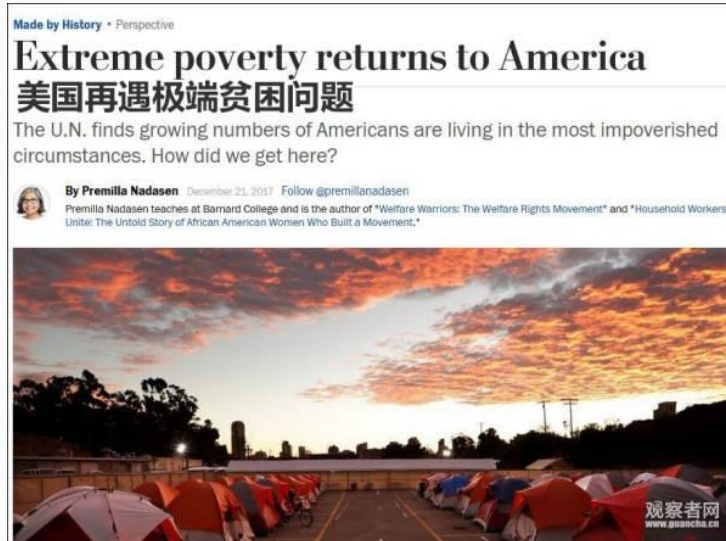 Made by History • Perspective
Extreme poverty returns to America
美国再遇极端贫困问题
The U.N. finds growing numbers of Americans are living in the most impoverished
circumstances. How did we get here?
By Premilla Nadasen December 21, 2017 Follow @premillanadasen
Premilla Nadasen teaches at Barnard College and is the author of "Welfare Warriors: The Welfare Rights Movement" and "Household Workers
Unite: The Untold Story of African American Women Who Built a Movement."
观察者网
www.guancha.cn